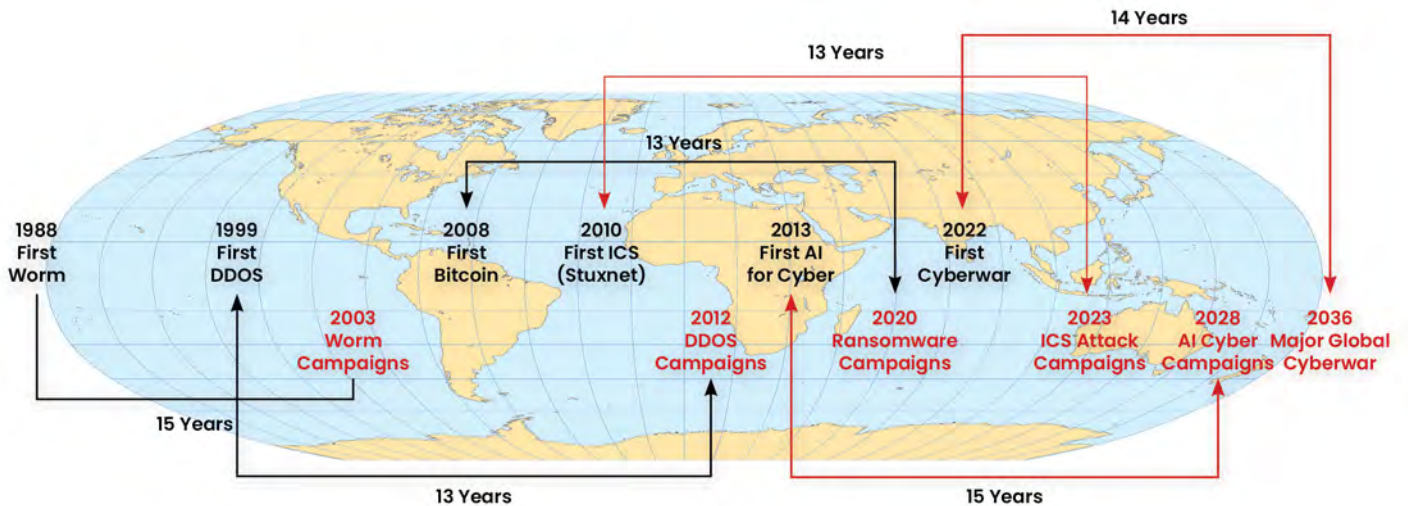 14 Years
13 Years
13 Years
1988
First
Worm
1999
First
DDOS
2008
First
Bitcoin
2010
First ICS
(Stuxnet)
2013
First AI
for Cyber
2022
First
Cyberwar
2003
Worm
Campaigns
2012
DDOS
Campaigns
2020
Ransomware
Campaigns
2023
ICS Attack
Campaigns
2028
AI Cyber
Campaigns
2036
Major Global
Cyberwar
15 Years
13 Years
15 Years